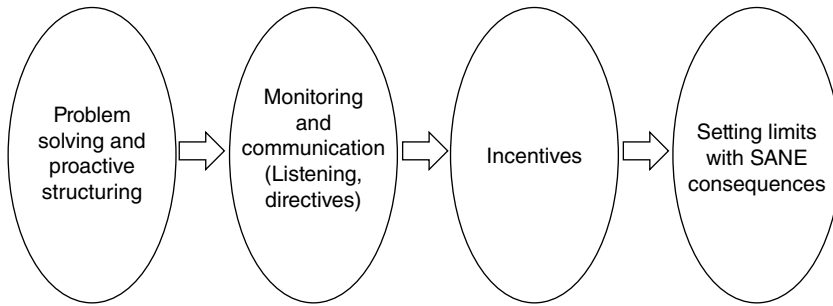 Problem
solving and
proactive
structuring
Monitoring
and
communication
(Listening,
directives)
Incentives
Setting limits
with SANE
consequences